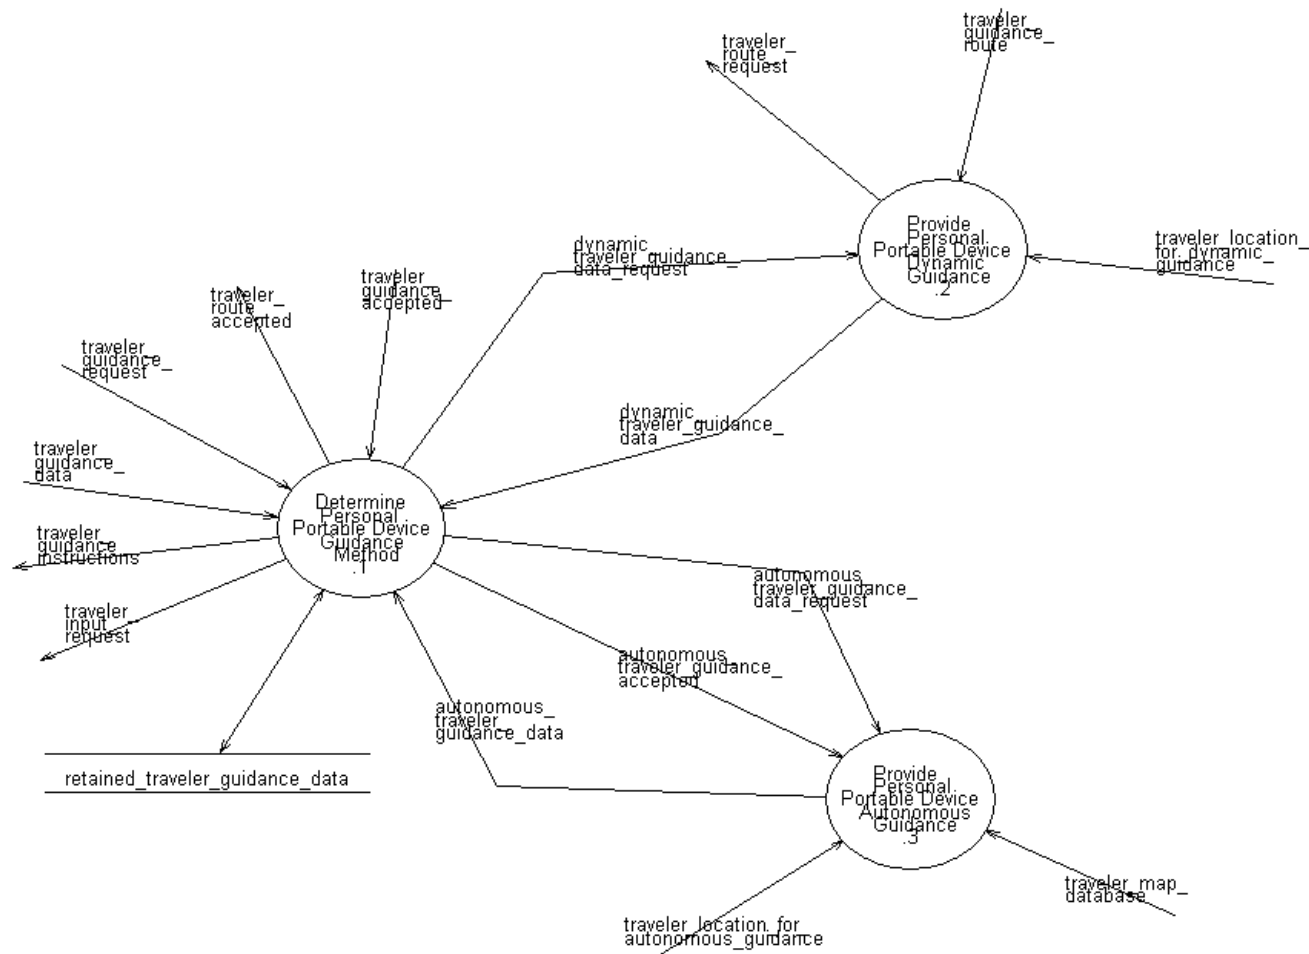 traveler_
route_
request
traveler_
guidance_
route
Provide
Personal
Portable Device
Dynamic
Guidance
.2
traveler_location_
for_dynamic_
guidance
dynamic_
traveler_guidance_
data_request
traveler_
guidance_
accepted
traveler_
route_
accepted
traveler_
guidance_
request
dynamic_
traveler_guidance_
data
traveler_
guidance_
data
Determine
Personal
Portable Device
Guidance
Method
.1
traveler_
guidance_
instructions
traveler_
input_
request
autonomous_
traveler_guidance_
data_request
autonomous_
traveler_guidance_
accepted
autonomous_
traveler_
guidance_data
retained_traveler_guidance_data
Provide
Personal
Portable Device
Autonomous
Guidance
.3
traveler_map_
database
traveler_location_for_
autonomous_guidance